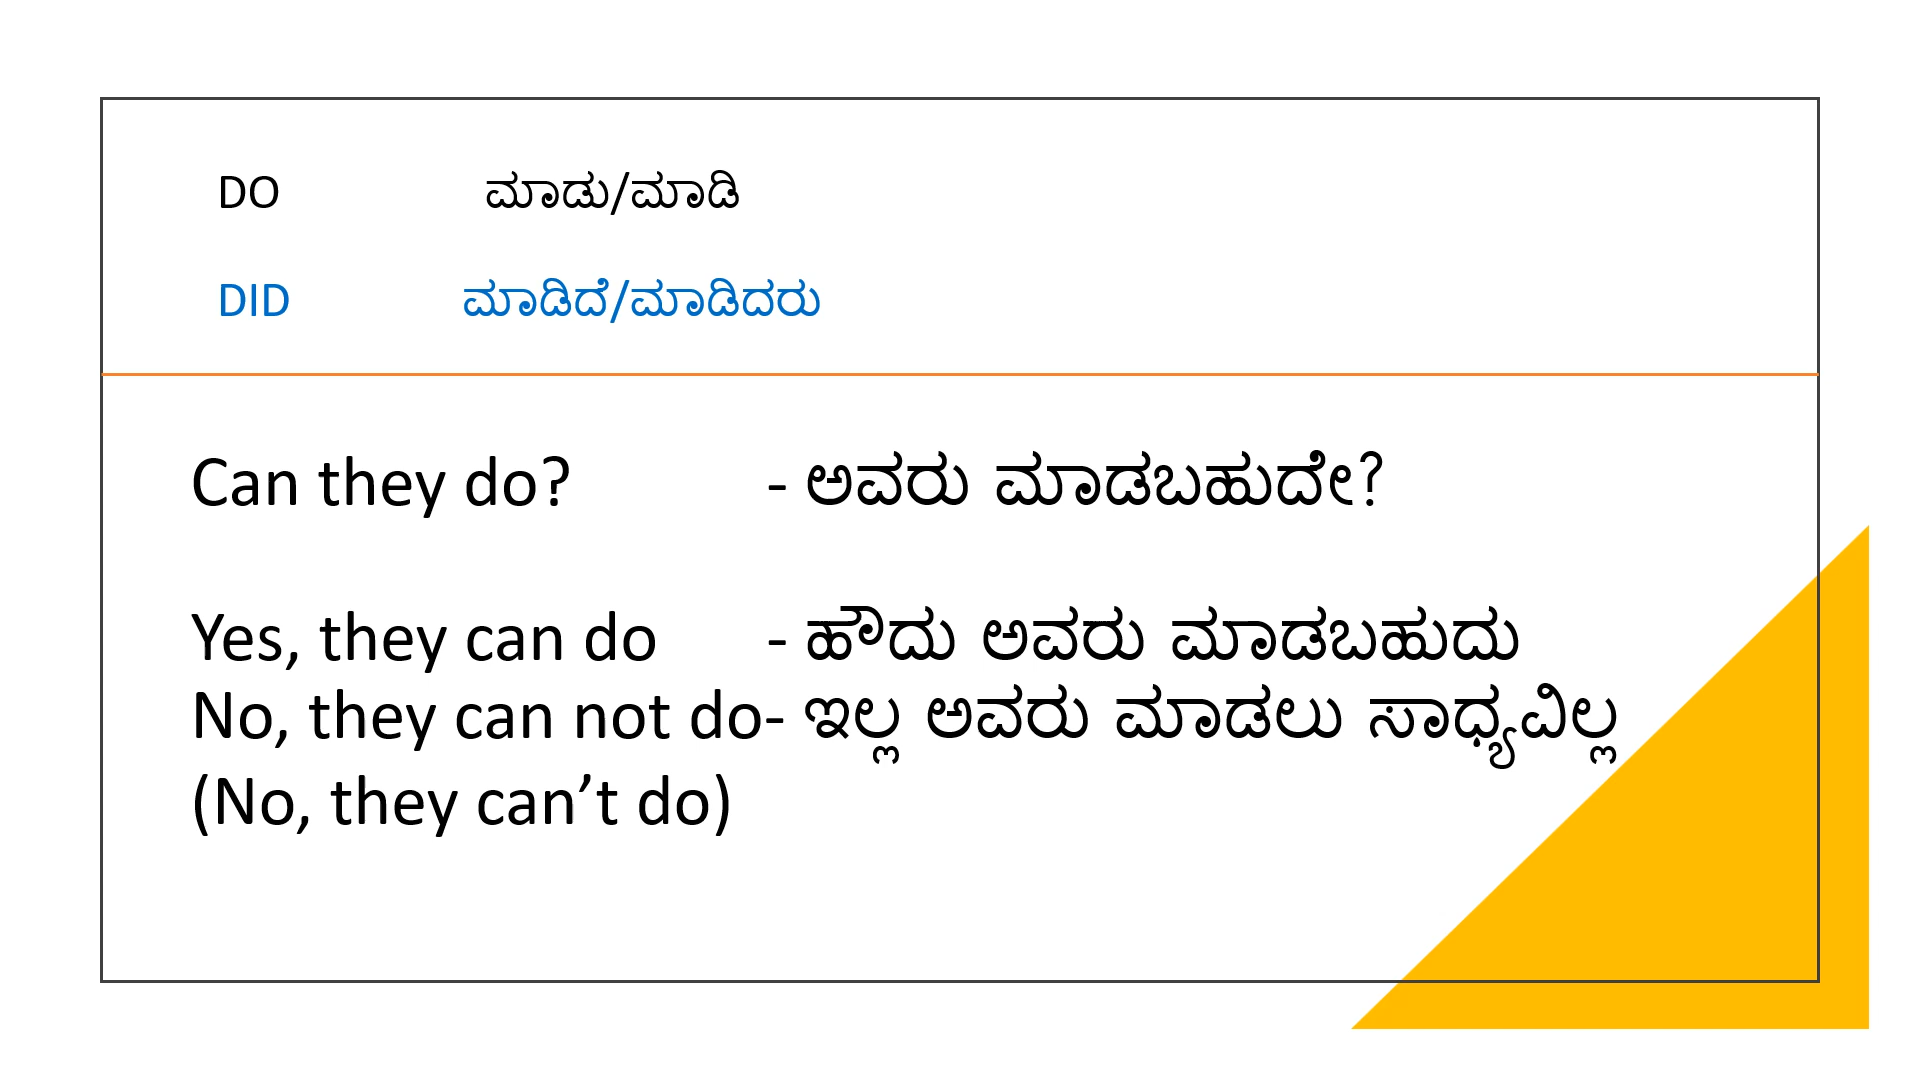 DO ಮಾಡು/ಮಾಡಿ
DID ಮಾಡಿದೆ/ಮಾಡಿದರು
Can they do? - ಅವರು ಮಾಡಬಹುದೇ?
Yes, they can do - ಹೌದು ಅವರು ಮಾಡಬಹುದು
No, they can not do- ಇಲ್ಲ ಅವರು ಮಾಡಲು ಸಾಧ್ಯವಿಲ್ಲ
(No, they can’t do)